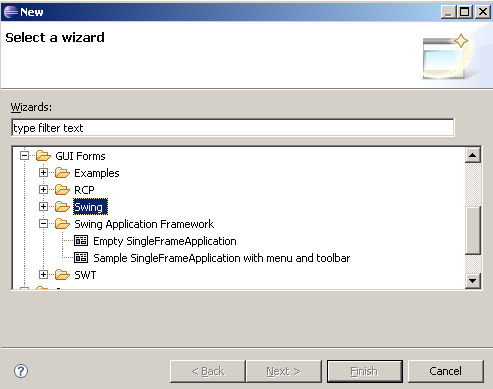 New
Select a wizard
Wizards:
type filter text
GUI Forms
Examples
RCP
Swing
Swing Application Framework
Empty SingleFrameApplication
Sample SingleFrameApplication with menu and toolbar
SWT
?
< Back
Next >
Finish
Cancel